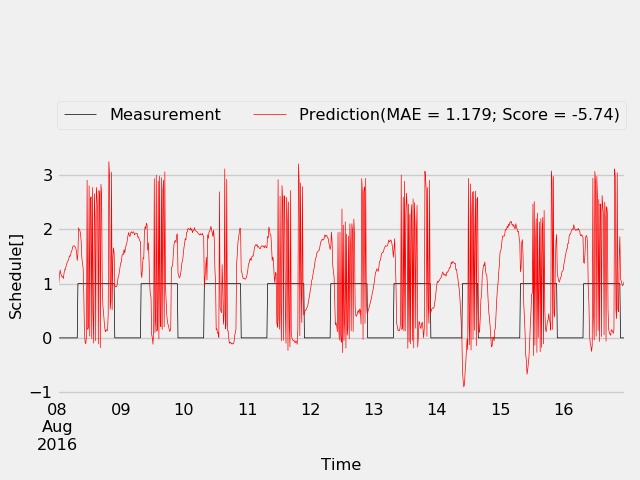 Measurement
Prediction(MAE = 1.179; Score = -5.74)
3
2
1
0
−1
Schedule[]
08 09 10 11 12 13 14 15 16
Aug
2016
Time